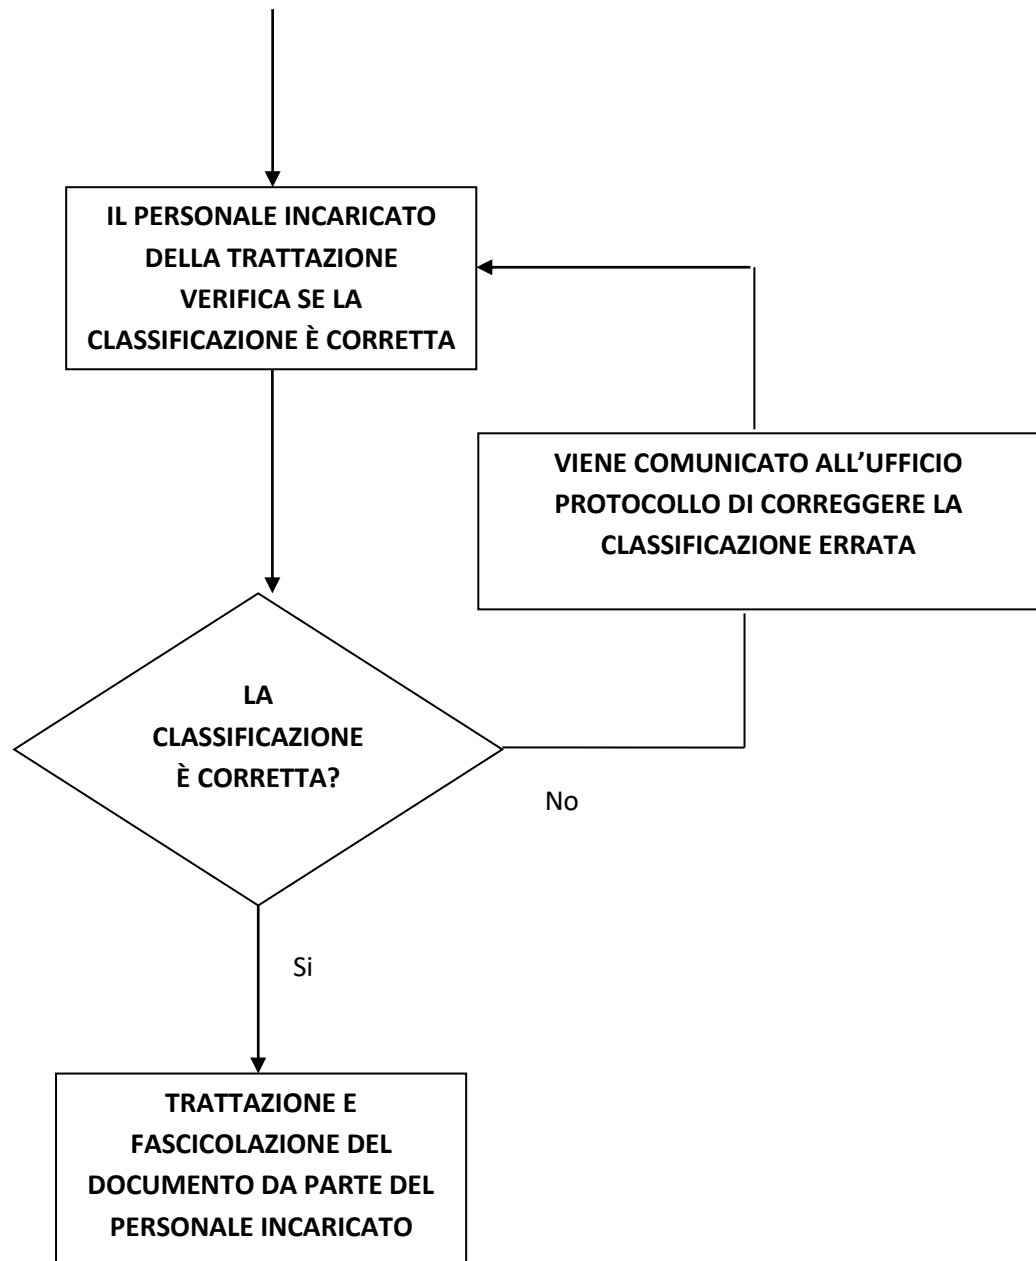 IL PERSONALE INCARICATO
DELLA TRATTAZIONE
VERIFICA SE LA
CLASSIFICAZIONE È CORRETTA
VIENE COMUNICATO ALL’UFFICIO
PROTOCOLLO DI CORREGGERE LA
CLASSIFICAZIONE ERRATA
LA
CLASSIFICAZIONE
È CORRETTA?
No
Si
TRATTAZIONE E
FASCICOLAZIONE DEL
DOCUMENTO DA PARTE DEL
PERSONALE INCARICATO